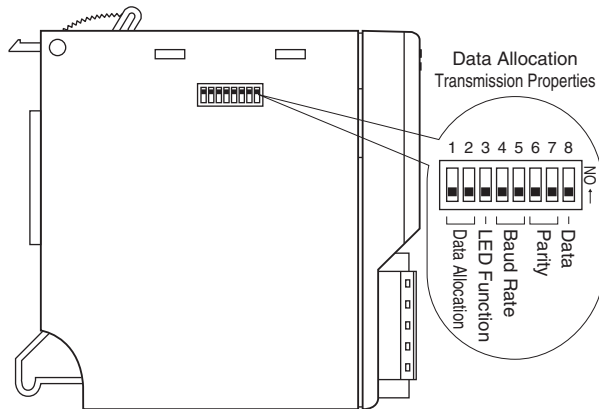 Data Allocation
Transmission Properties
1 2 3 4 5 6 7 8
ON →
Data Allocation
LED Function
Baud Rate
Parity
Data